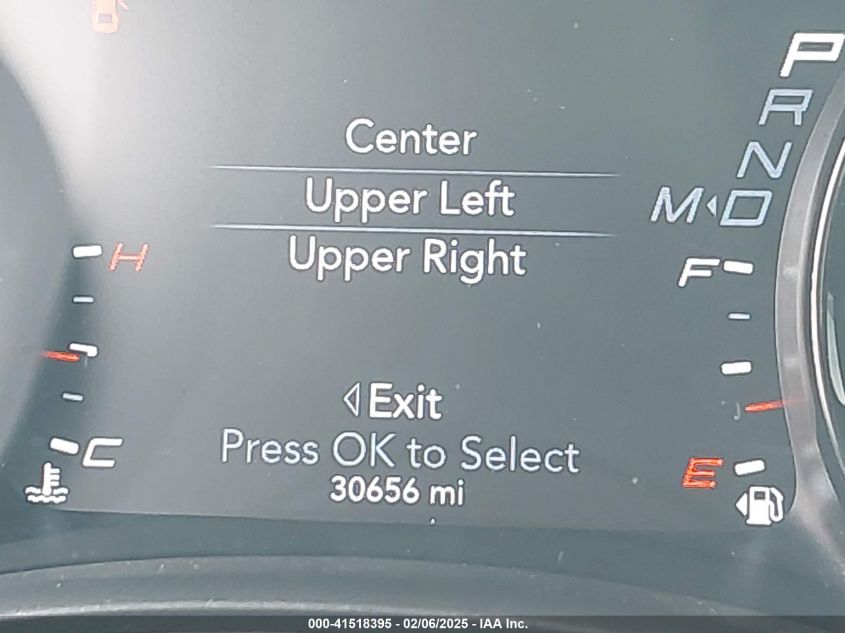 P
R
Center
N
Upper Left
M D
H
Upper Right
F
Exit
Press OK to Select
C
E
30656 mi
000-41518395 - 02/06/2025 - IAA Inc.